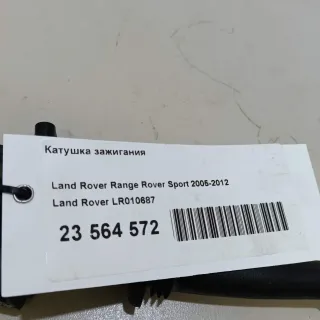 Катушка зажигания
Land Rover Range Rover Sport 2005-2012
Land Rover LR010687
23 564 572